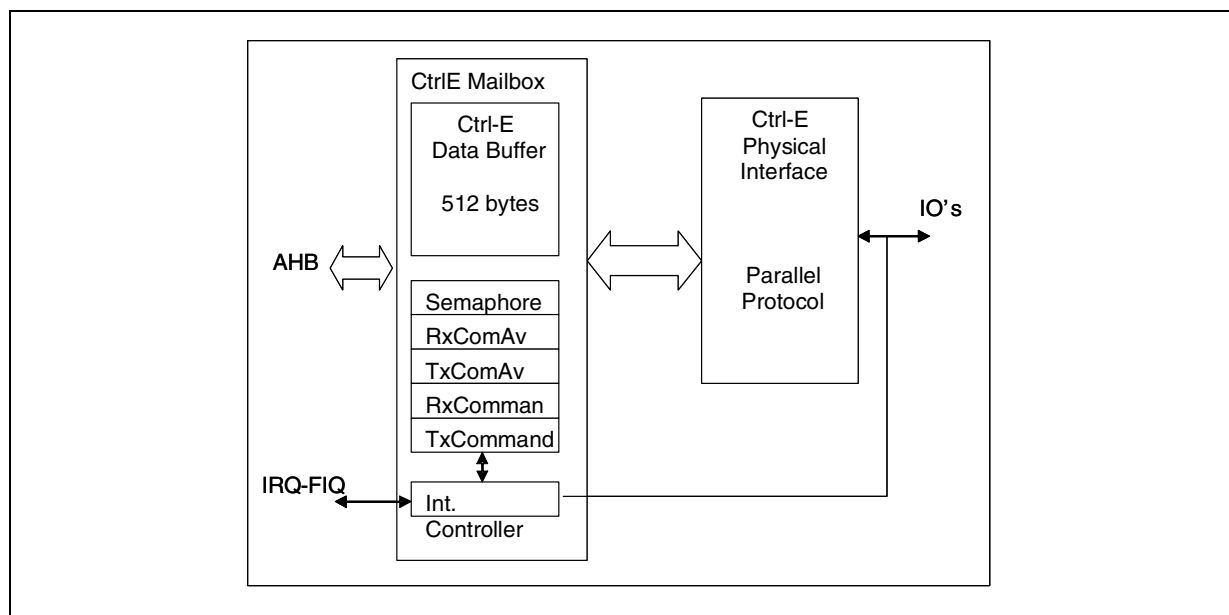 CtrlE Mailbox
Ctrl-E
Data Buffer
512 bytes
Semaphore
RxComAv
TxComAv
RxComman
TxCommand
Int.
Controller
AHB
IRQ-FIQ
Ctrl-E
Physical
Interface
Parallel
Protocol
IO's